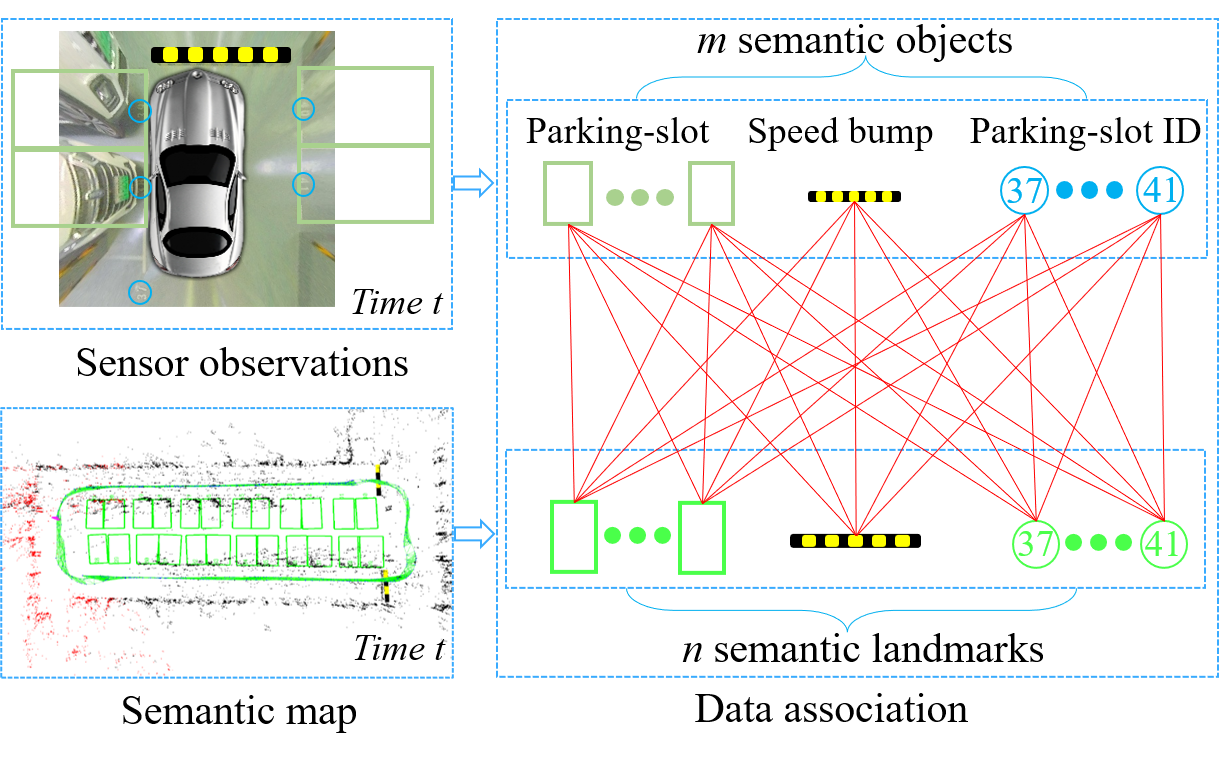 m semantic objects
Parking-slot Speed bump Parking-slot ID
37 41
Time t
Sensor observations
37 41
Time t
n semantic landmarks
Semantic map
Data association